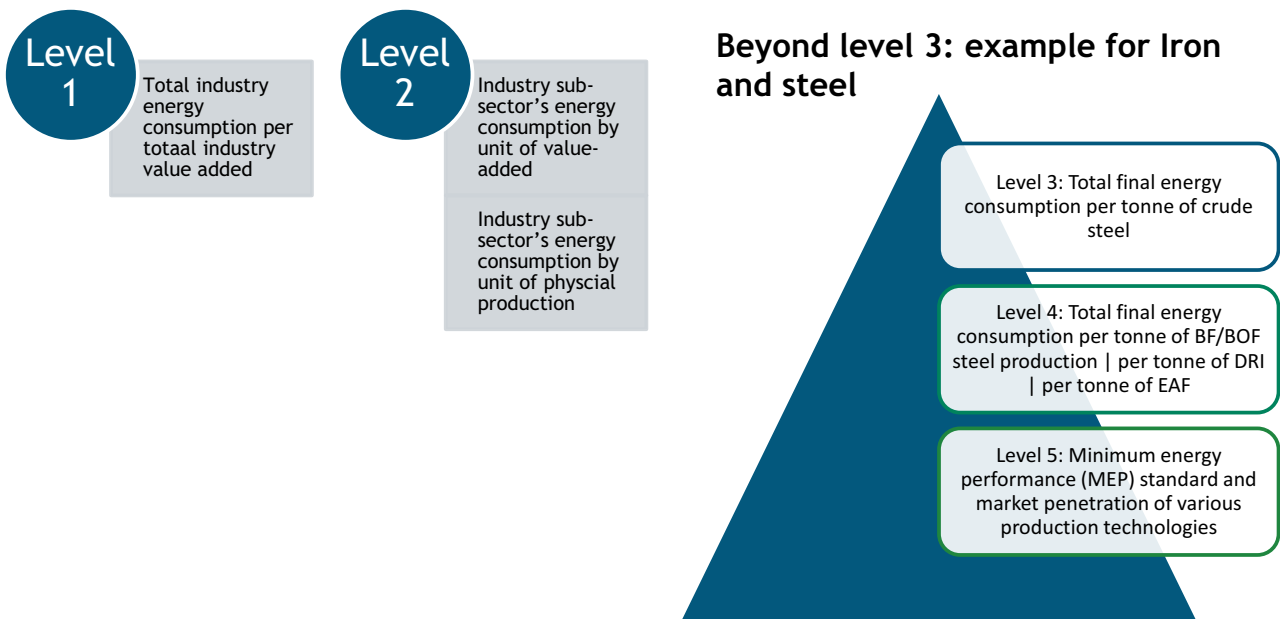 Level
1
Total industry
energy
consumption per
totaal industry
value added
Level
2
Industry sub-
sector's energy
consumption by
unit of value-
added
Industry sub-
sector's energy
consumption by
unit of physcial
production
Beyond level 3: example for Iron
and steel
Level 3: Total final energy
consumption per tonne of crude
steel
Level 4: Total final energy
consumption per tonne of BF/BOF
steel production | per tonne of DRI
| per tonne of EAF
Level 5: Minimum energy
performance (MEP) standard and
market penetration of various
production technologies